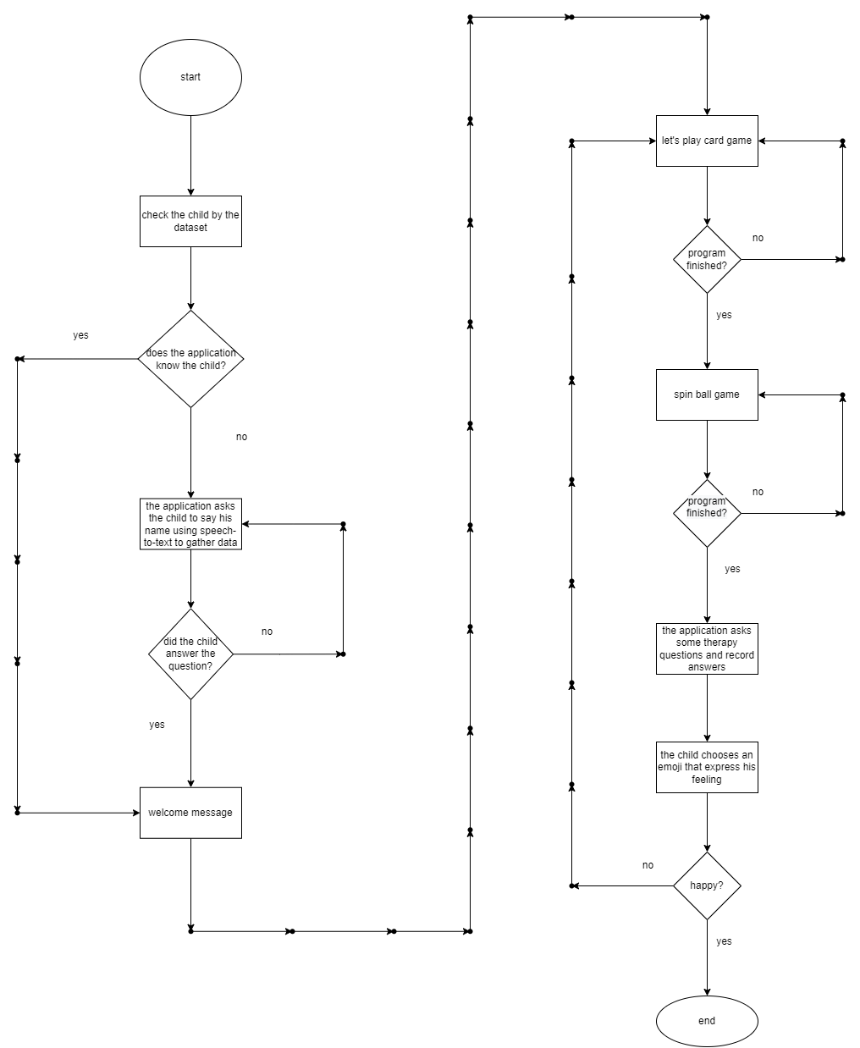 start
check the child by the
dataset
yes
does the application
know the child?
no
the application asks
the child to say his
name using speech-
to-text to gather data
no
did the child
answer the
question?
yes
welcome message
let's play card game
no
program
finished?
yes
spin ball game
no
program
finished?
yes
the application asks
some therapy
questions and record
answers
the child chooses an
emoji that express his
feeling
no
happy?
yes
end